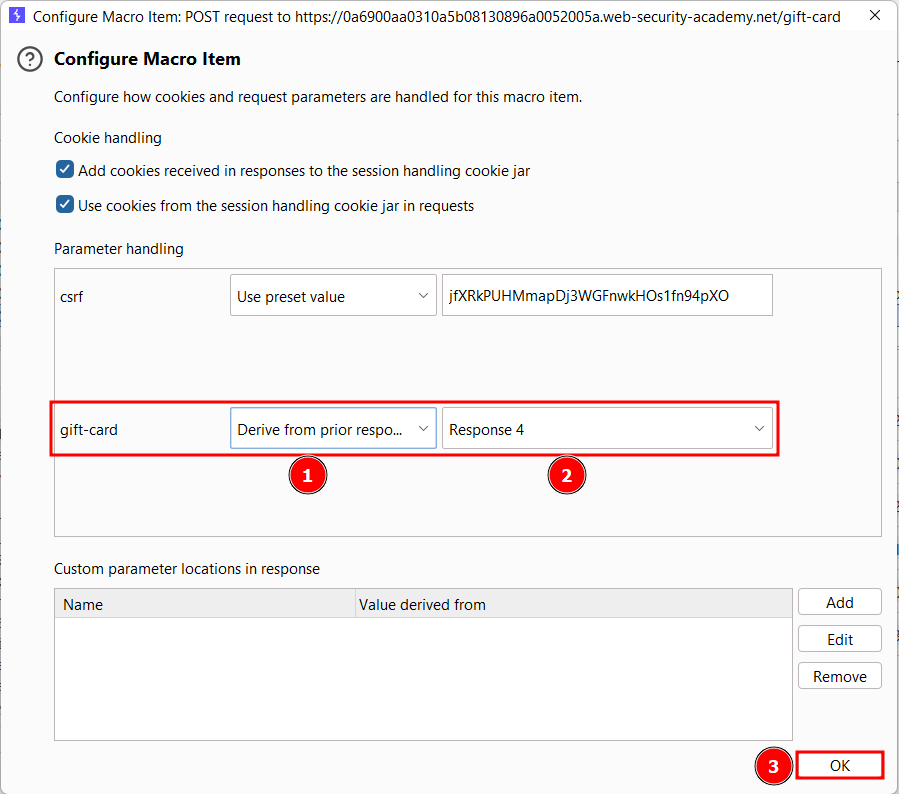 Configure Macro Item: POST request to https://0a6900aa0310a5b08130896a0052005a.web-security-academy.net/gift-card
? Configure Macro Item
Configure how cookies and request parameters are handled for this macro item.
Cookie handling
Add cookies received in responses to the session handling cookie jar
Use cookies from the session handling cookie jar in requests
Parameter handling
csrf Use preset value jfXRkPUHMmapDj3WGFnwkHOs1fn94pXO
gift-card Derive from prior respo... Response 4
1 2
Custom parameter locations in response
Name Value derived from Add
Edit
Remove
3 OK